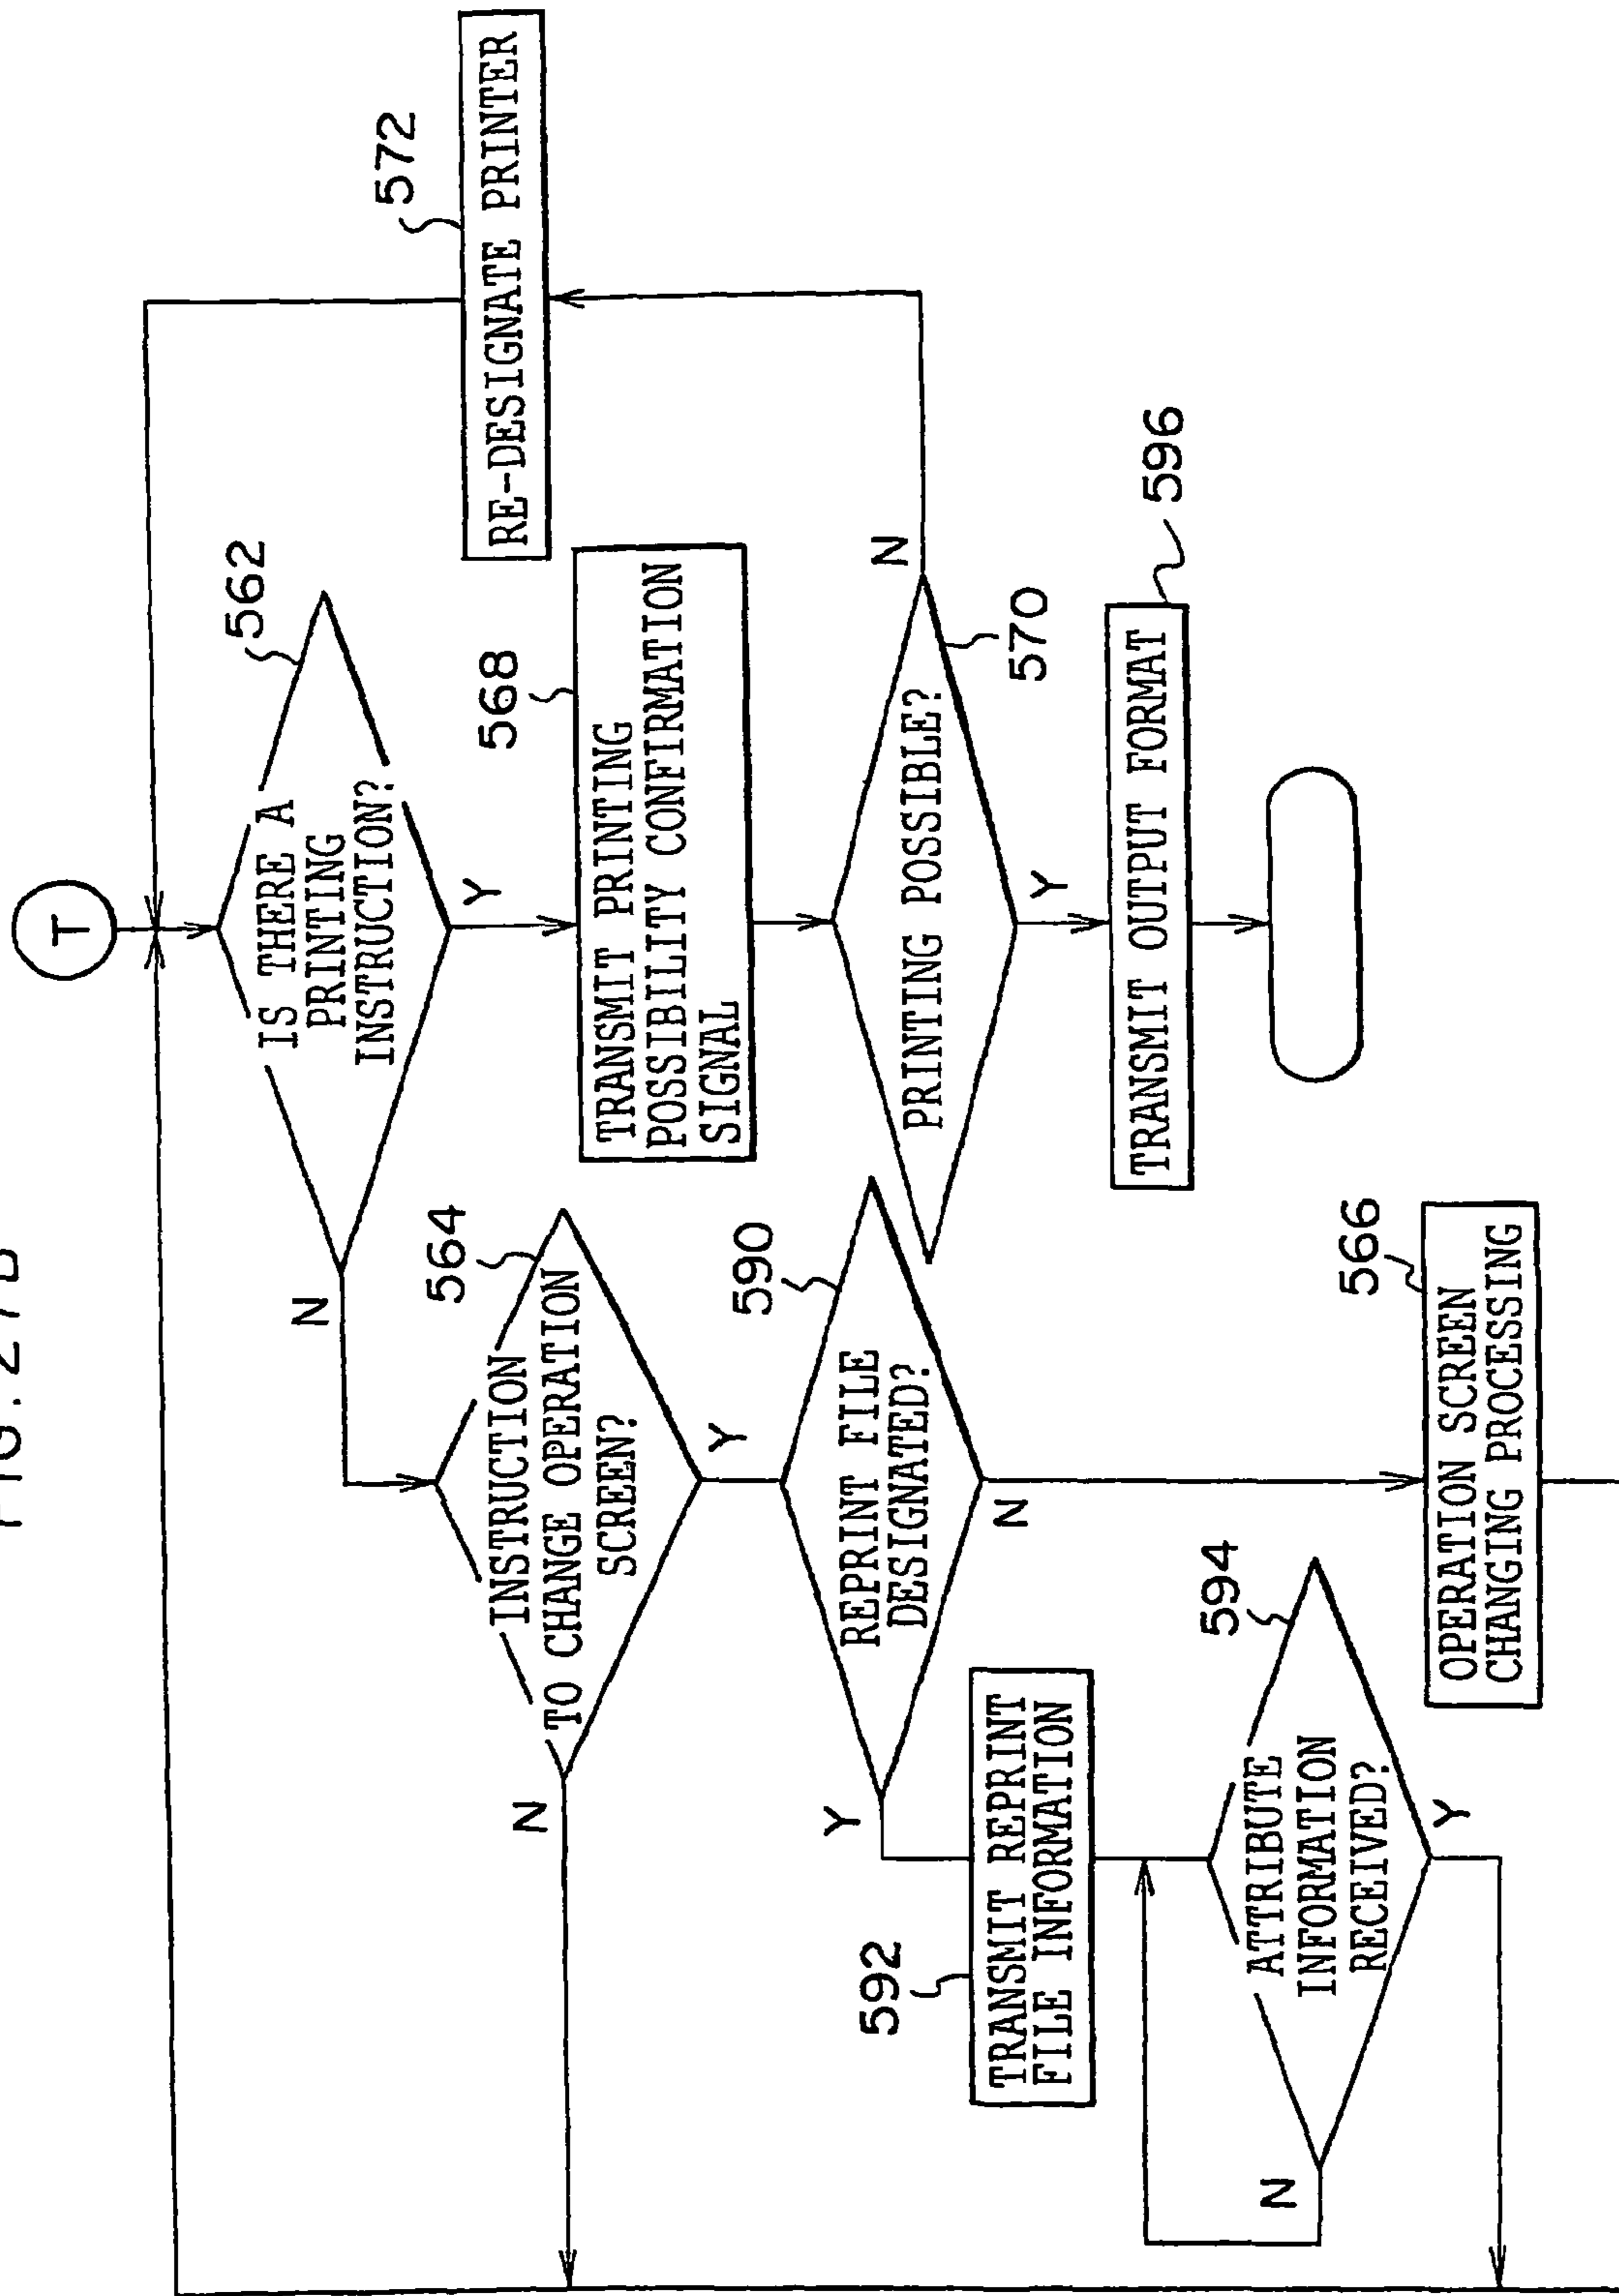 T
IS THERE A
PRINTING
INSTRUCTION?
562
N
Y
572
RE-DESIGNATE PRINTER
564
INSTRUCTION
TO CHANGE OPERATION
SCREEN?
N
Y
568
TRANSMIT PRINTING
POSSIBILITY CONFIRMATION
SIGNAL
590
REPRINT FILE
DESIGNATED?
Y
N
PRINTING POSSIBLE?
570
N
Y
592
TRANSMIT REPRINT
FILE INFORMATION
TRANSMIT OUTPUT FORMAT
596
594
ATTRIBUTE
INFORMATION
RECEIVED?
N
Y
566
OPERATION SCREEN
CHANGING PROCESSING